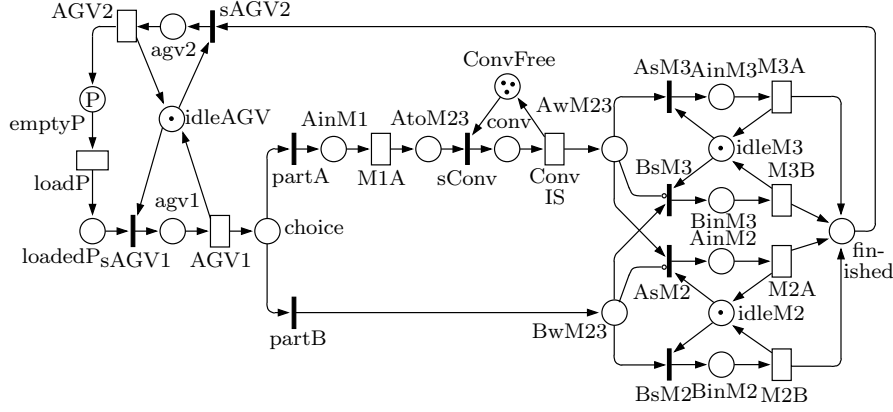 AGV2
sAGV2
agv2
ConvFree
AsM3
AinM3
M3A
P
emptyP
idleAGV
AinM1
AtoM23
conv
AwM23
idleM3
loadP
partA
M1A
sConv
Conv
IS
BsM3
M3B
agv1
BinM3
loadedP
sAGV1
AGV1
choice
AinM2
fin-
ished
AsM2
M2A
partB
BwM23
idleM2
BsM2
BinM2
M2B